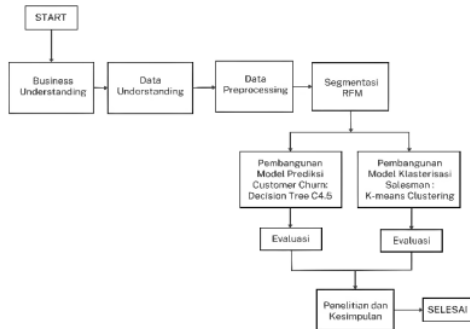 START
Business
Understanding
Data
Understanding
Data
Preprocessing
Segmentasi
RFM
Pembangunan
Model Prediksi
Customer Churn:
Decision Tree C4.5
Pembangunan
Model Klasterisasi
Salesman :
K-means Clustering
Evaluasi
Evaluasi
Penelitian dan
Kesimpulan
SELESAI